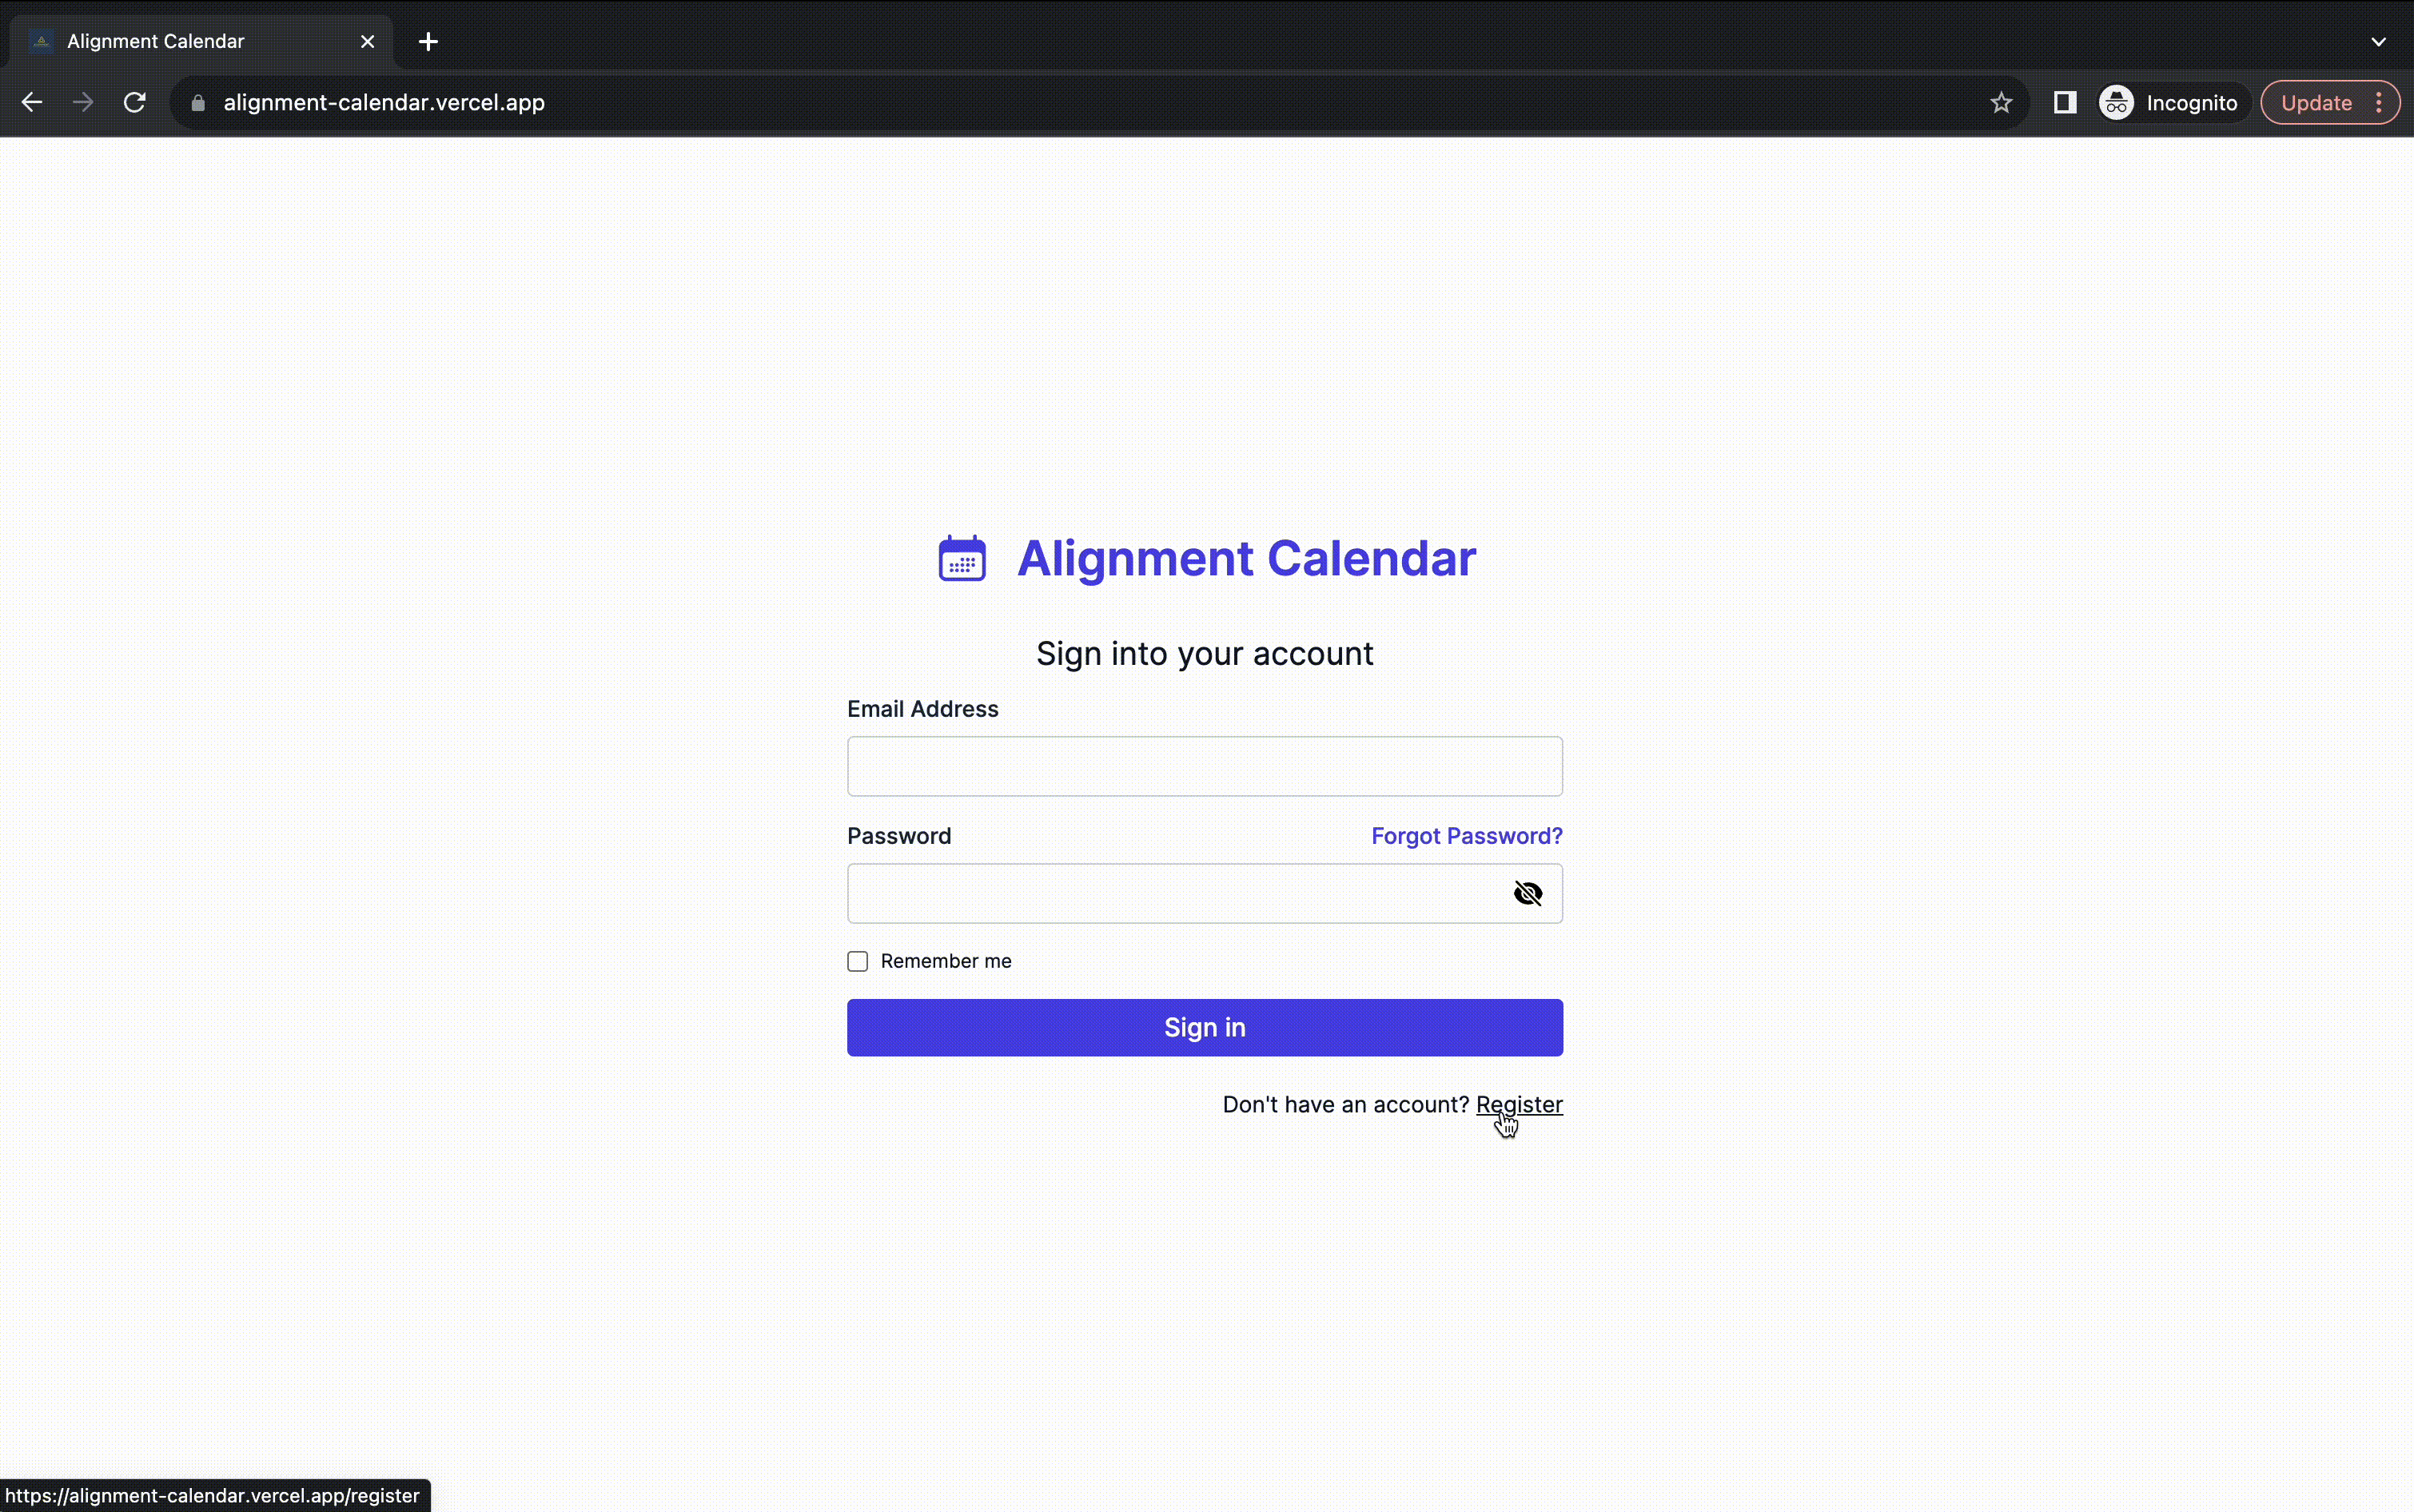 Alignment Calendar
alignment-calendar.vercel.app
Incognito
Update
Alignment Calendar
Sign into your account
Email Address
Password
Forgot Password?
Remember me
Sign in
Don't have an account? Register
https://alignment-calendar.vercel.app/register